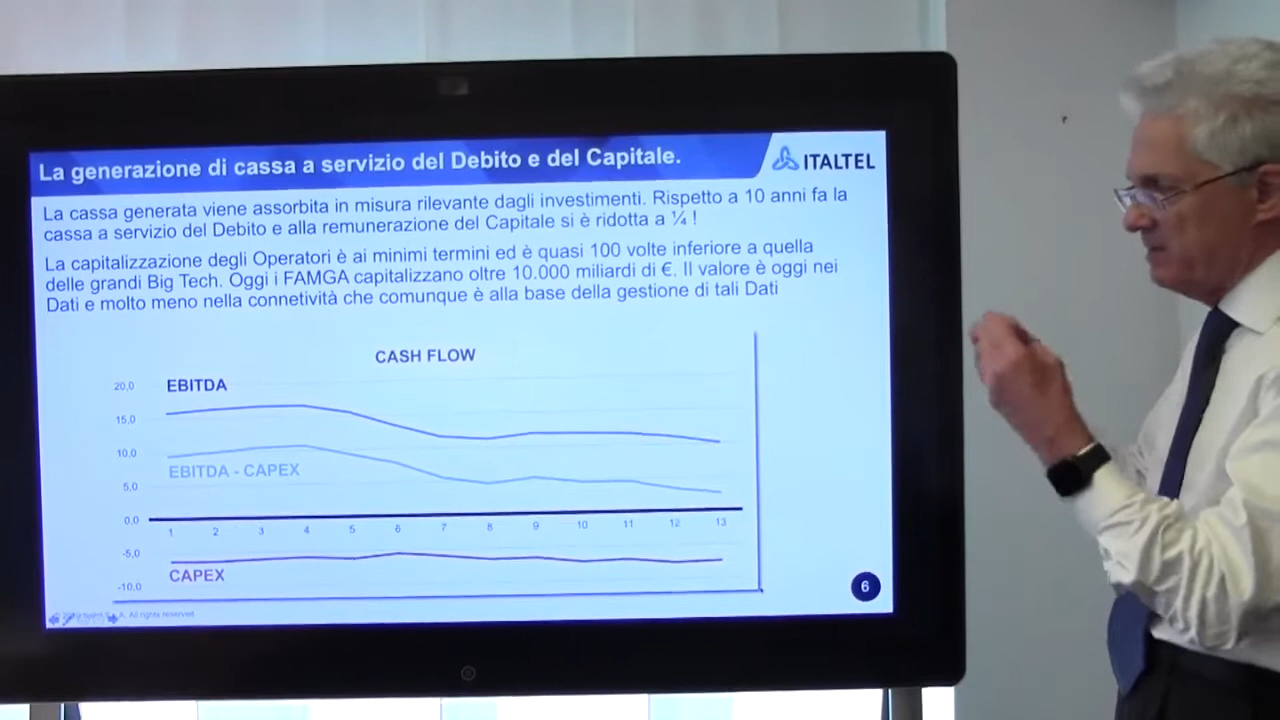 La generazione di cassa a servizio del Debito e del Capitale.
ITALTEL
La cassa generata viene assorbita in misura rilevante dagli investimenti. Rispetto a 10 anni fa la
cassa a servizio del Debito e alla remunerazione del Capitale si è ridotta a ¼ !
La capitalizzazione degli Operatori è ai minimi termini ed è quasi 100 volte inferiore a quella
delle grandi Big Tech. Oggi i FAMGA capitalizzano oltre 10.000 miliardi di €. Il valore è oggi nei
Dati e molto meno nella connetività che comunque è alla base della gestione di tali Dati
CASH FLOW
20,0
EBITDA
15,0
10,0
EBITDA - CAPEX
5,0
0,0
1 2 3 4 5 6 7 8 9 10 11 12 13
-5,0
CAPEX
-10,0
6
A. All rights reserved